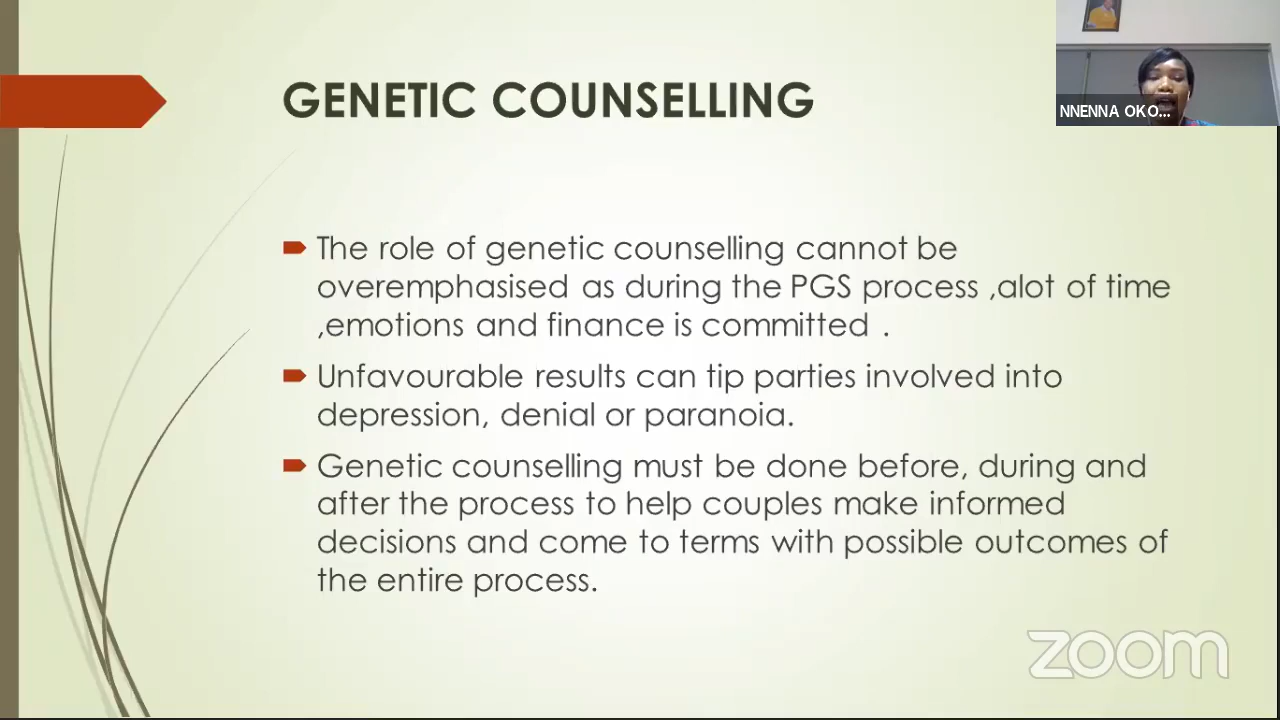 GENETIC COUNSELLING
NNENNA OKO...
The role of genetic counselling cannot be
overemphasised as during the PGS process ,alot of time
,emotions and finance is committed .
Unfavourable results can tip parties involved into
depression, denial or paranoia.
Genetic counselling must be done before, during and
after the process to help couples make informed
decisions and come to terms with possible outcomes of
the entire process.
zoom